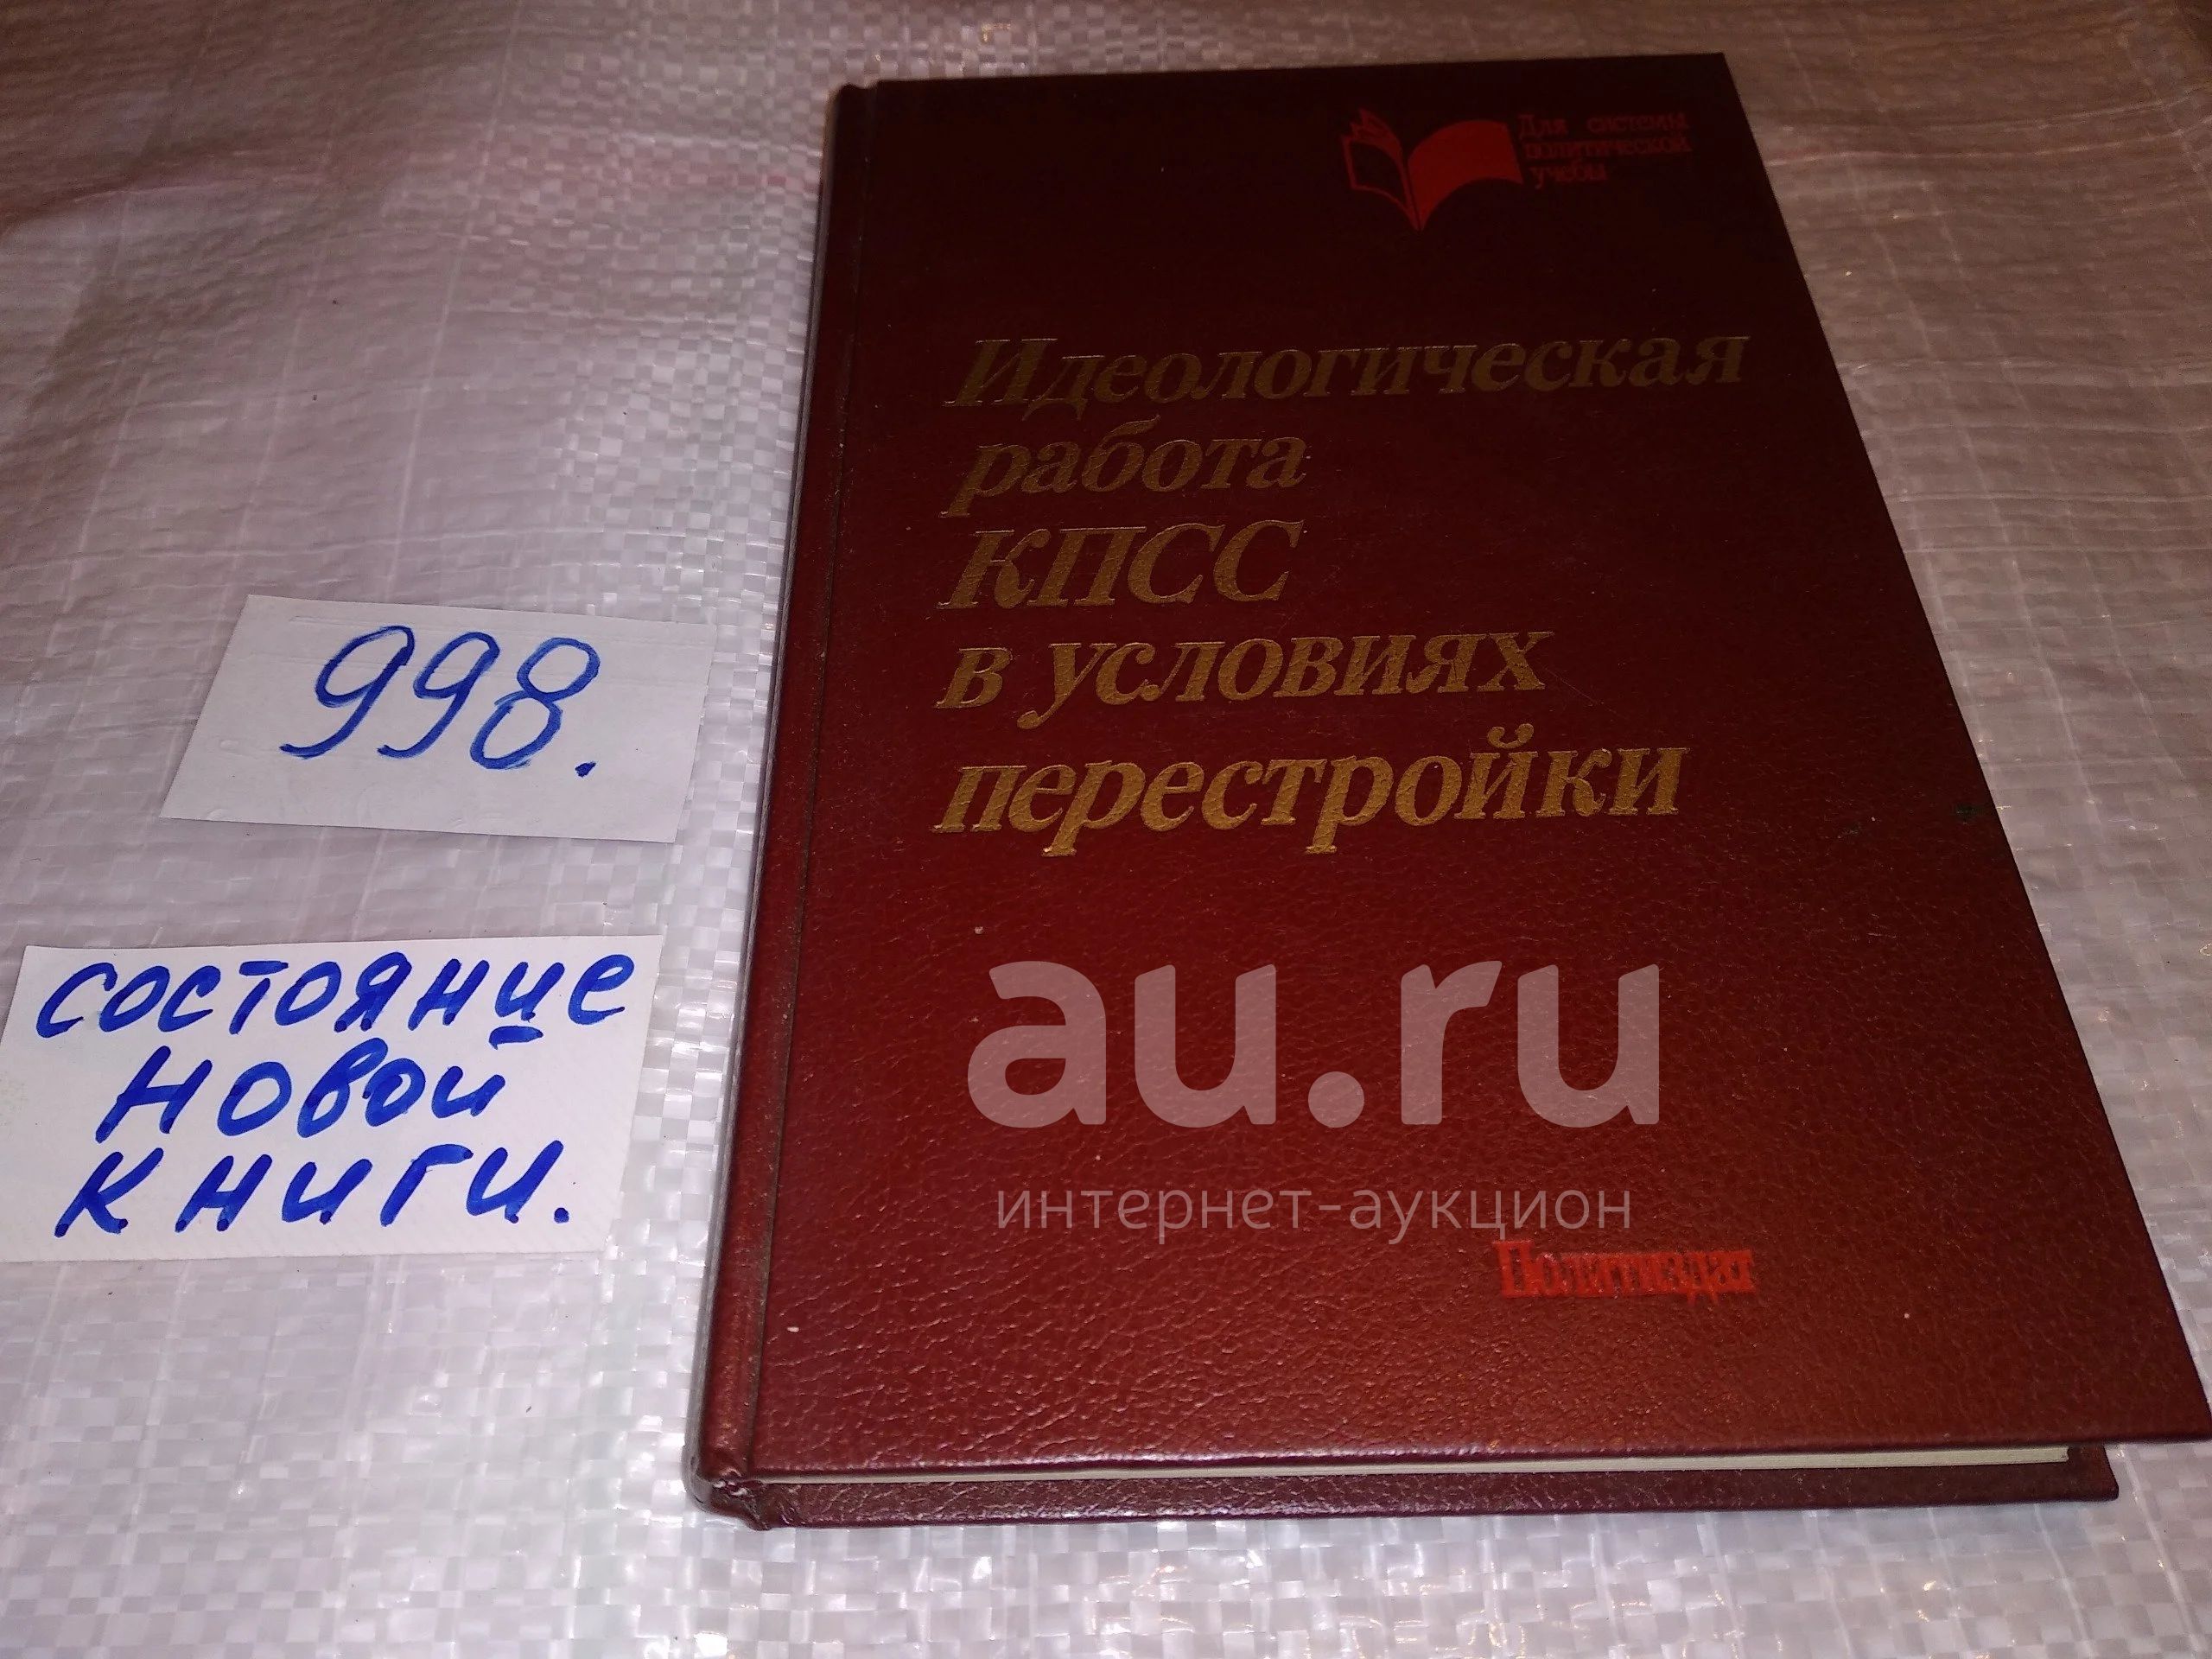 Для системы
политической
учебы
Идеологическая
работа
КПСС
в условиях
перестройки
998.
состояние
новой
книги.
au.ru
интернет-аукцион
Политиздат